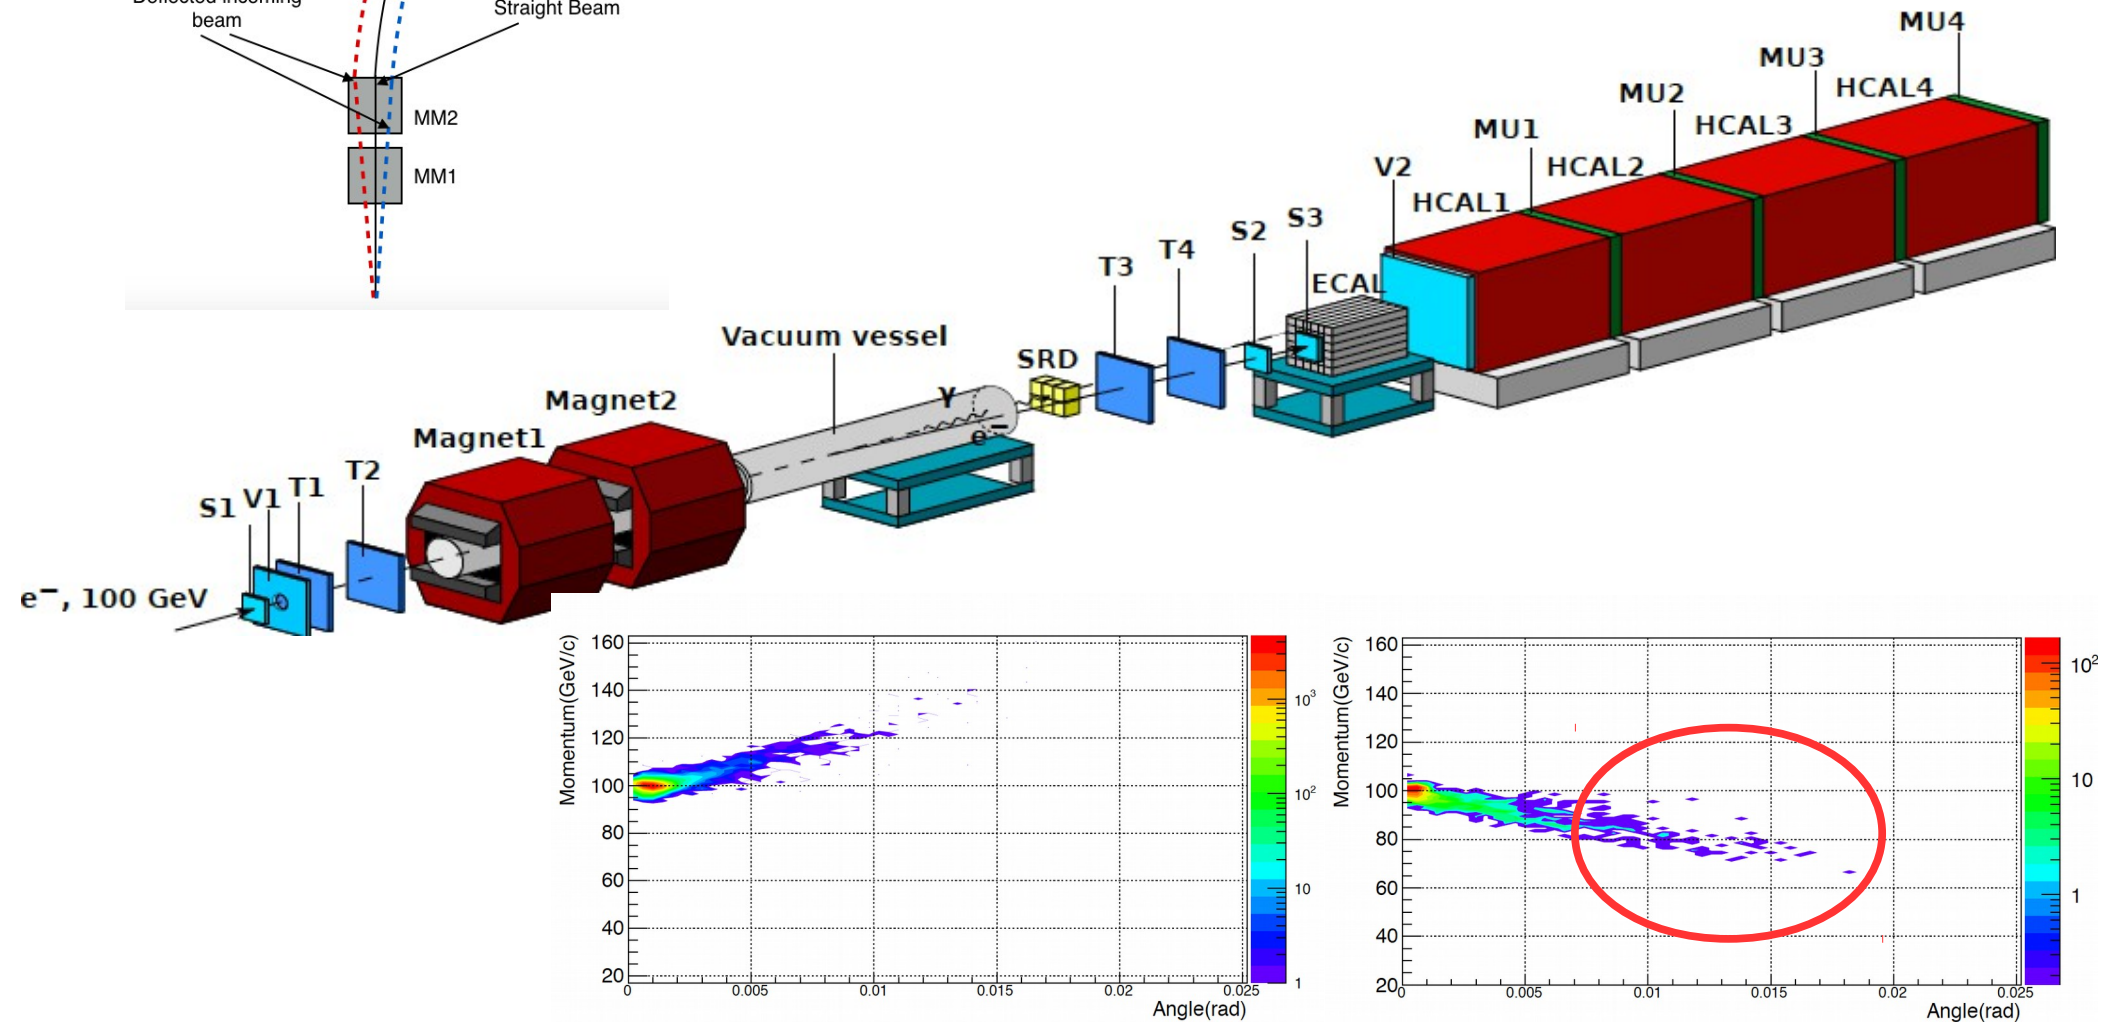 Deflected incoming
beam
Straight Beam
MM2
MM1
MU4
MU3
HCAL4
MU2
HCAL3
MU1
HCAL2
V2
HCAL1
S3
S2
T4
T3
ECAL
Vacuum vessel
SRD
γ
e−
Magnet2
Magnet1
T2
T1
V1
S1
e−, 100 GeV
Momentum(GeV/c)
160
140
120
100
80
60
40
20
0
0.005
0.01
0.015
0.02
0.025
Angle(rad)
10³
10²
10
1
Momentum(GeV/c)
160
140
120
100
80
60
40
20
0
0.005
0.01
0.015
0.02
0.025
Angle(rad)
10²
10
1